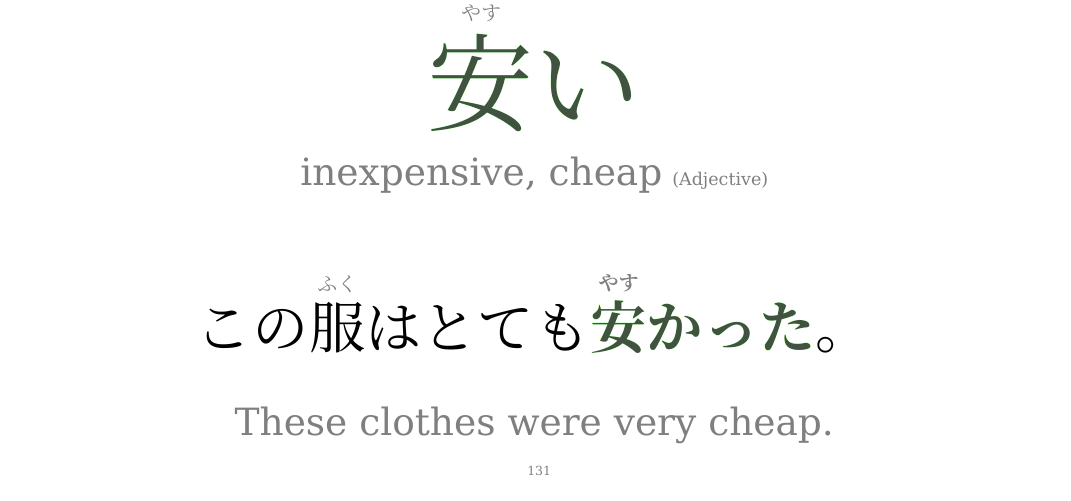 やす
安い
inexpensive, cheap (Adjective)
ふく やす
この服はとても安かった。
These clothes were very cheap.
131